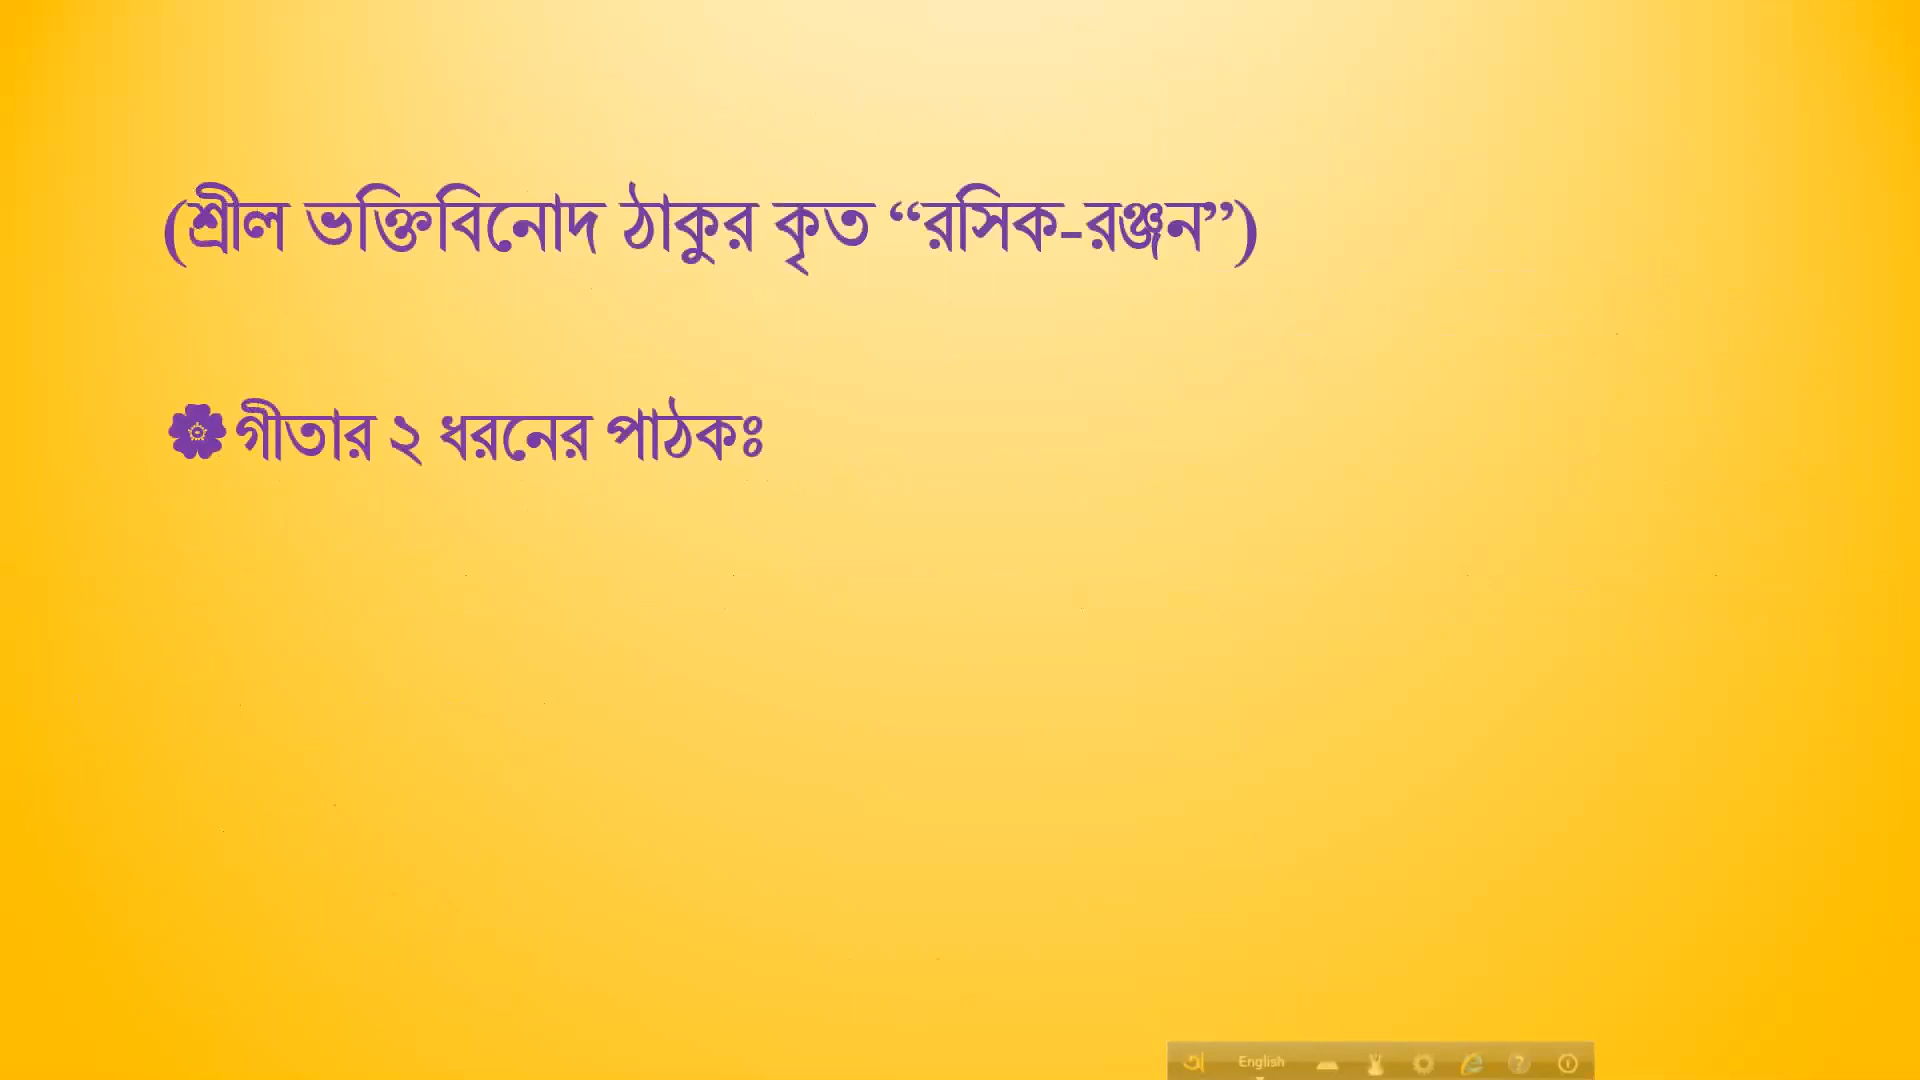 (শ্রীল ভক্তিবিনোদ ঠাকুর কৃত “রসিক-রঞ্জন”)
গীতার ২ ধরনের পাঠকঃ
অ English